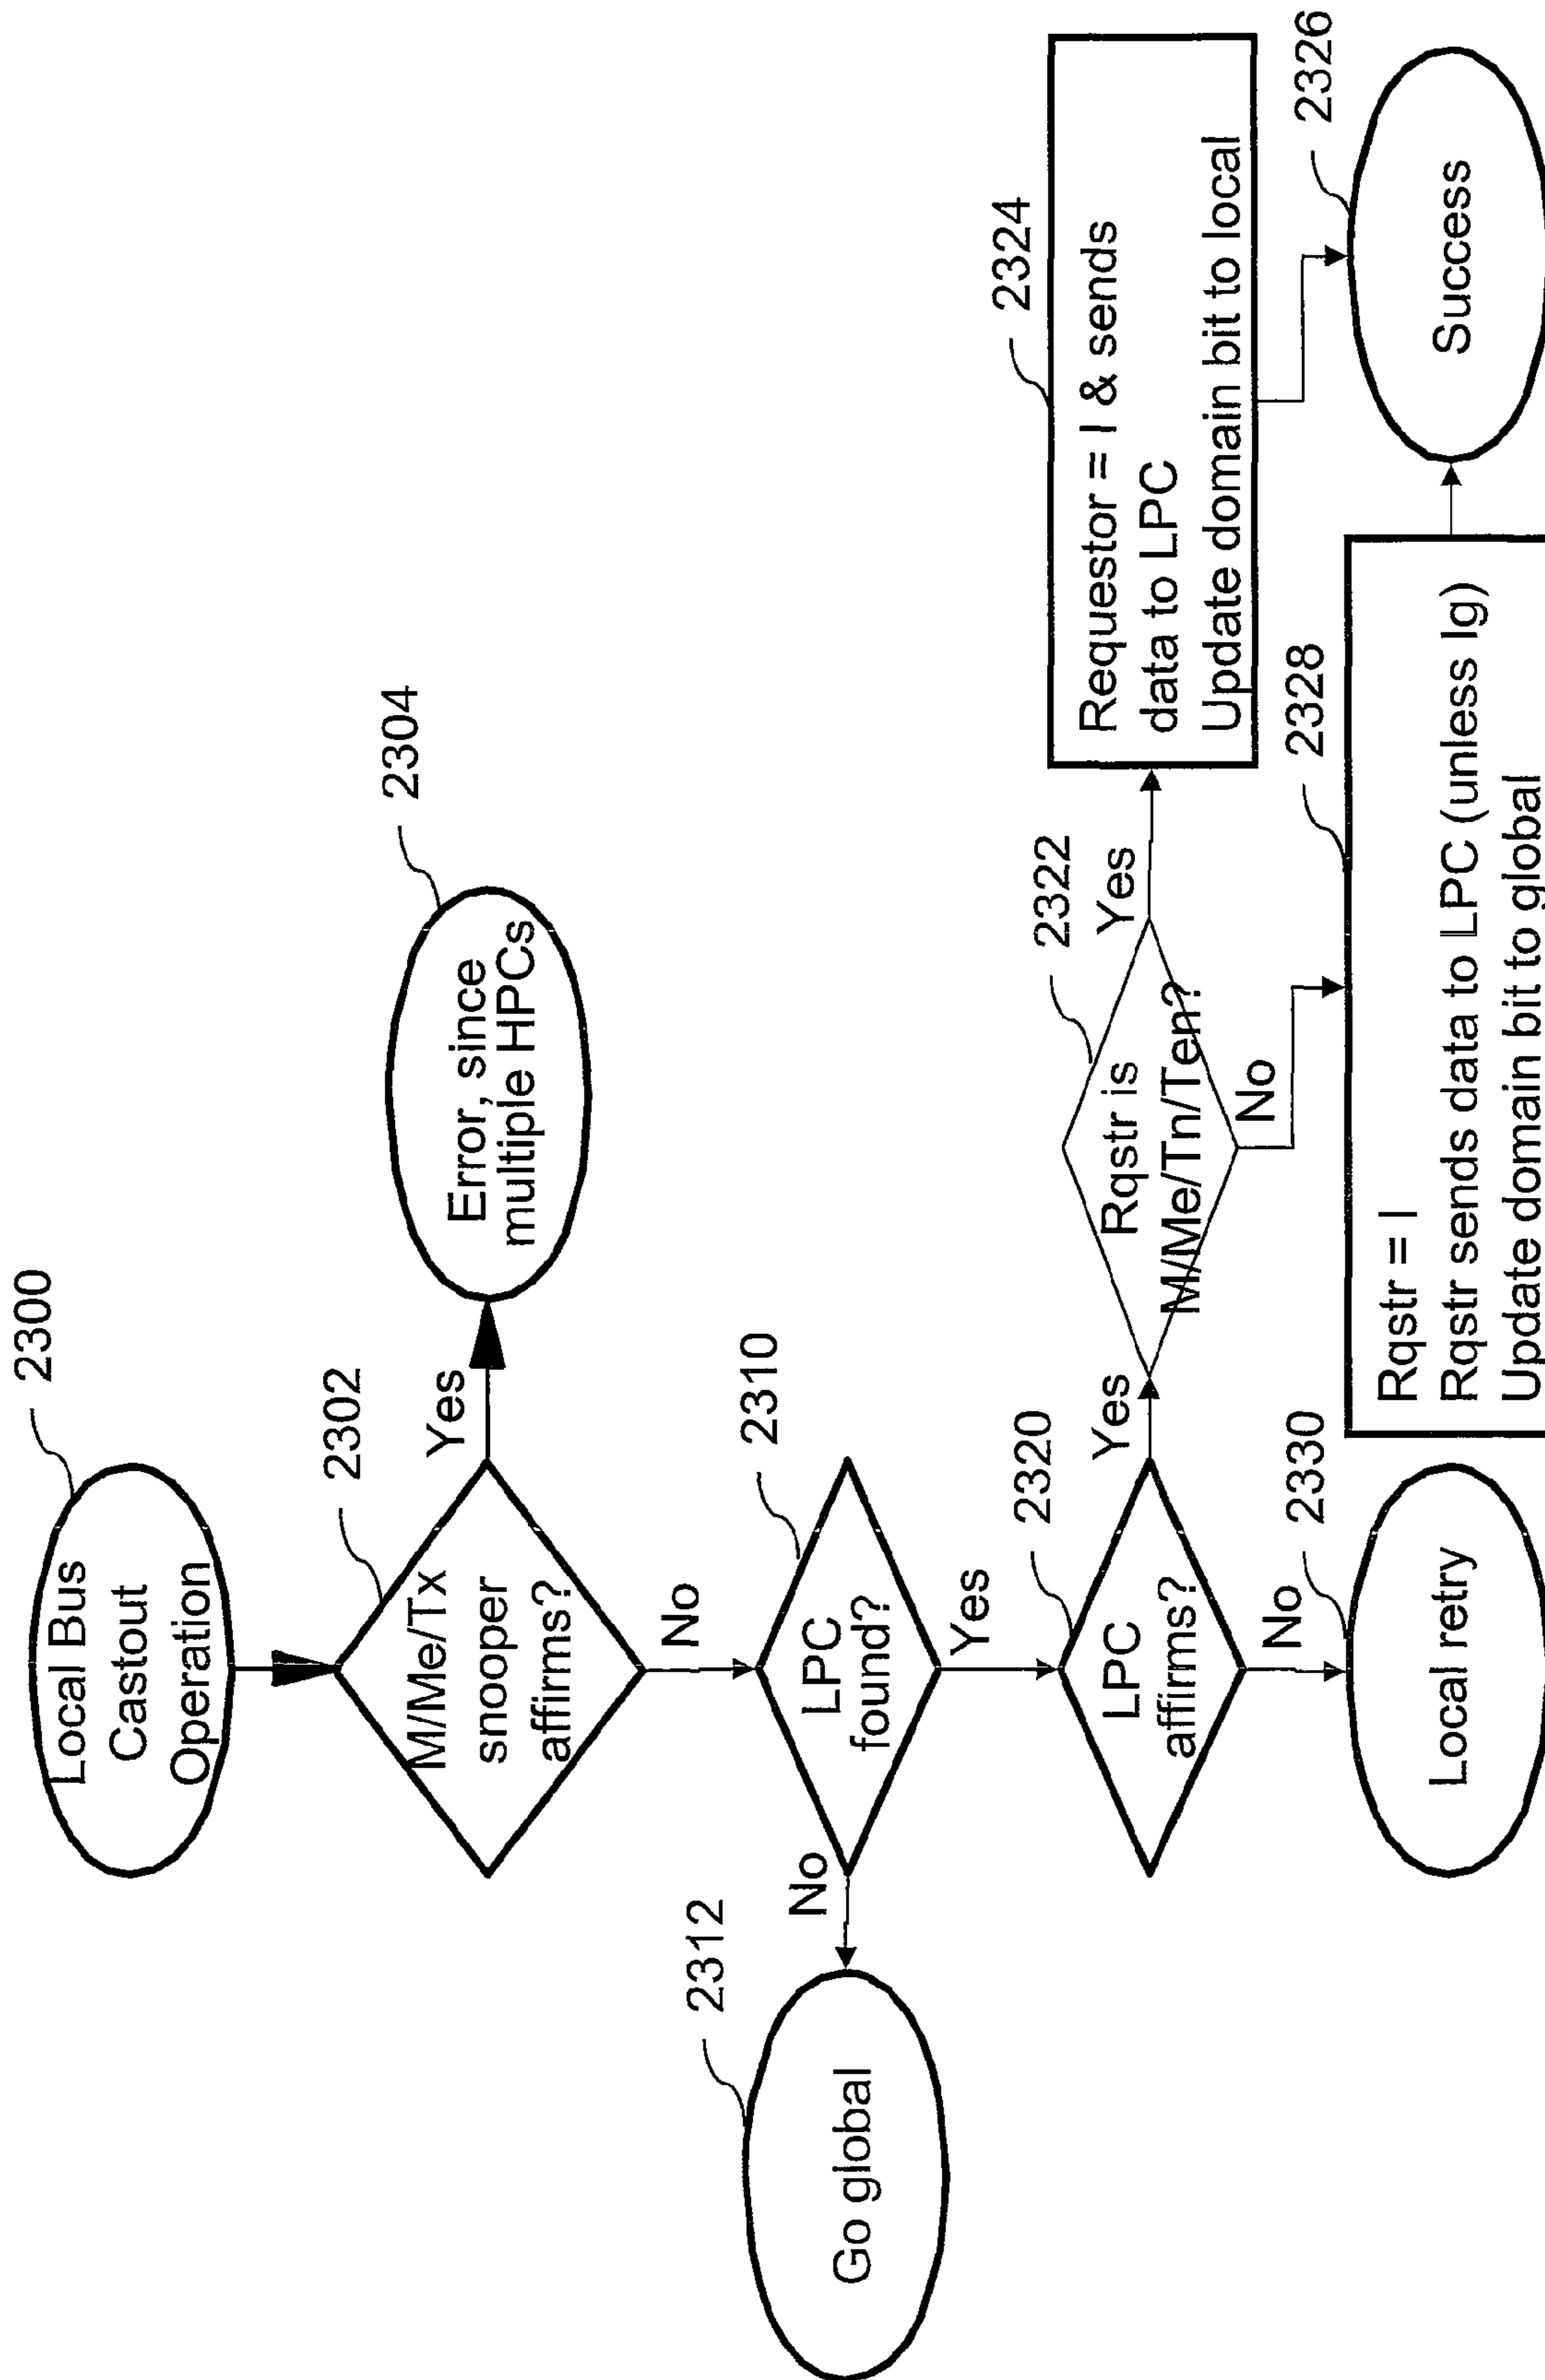 2300
Local Bus
Castout
Operation
2302
M/Me/Tx
snooper
affirms?
Yes
2304
Error, since
multiple HPCs
No
2310
LPC
found?
No
2312
Go global
Yes
2320
LPC
affirms?
Yes
2322
Rqstr is
M/Me/Tn/Ten?
Yes
2324
Requestor = I & sends
data to LPC
Update domain bit to local
2326
Success
No
2328
Rqstr = I
Rqstr sends data to LPC (unless Ig)
Update domain bit to global
No
2330
Local retry